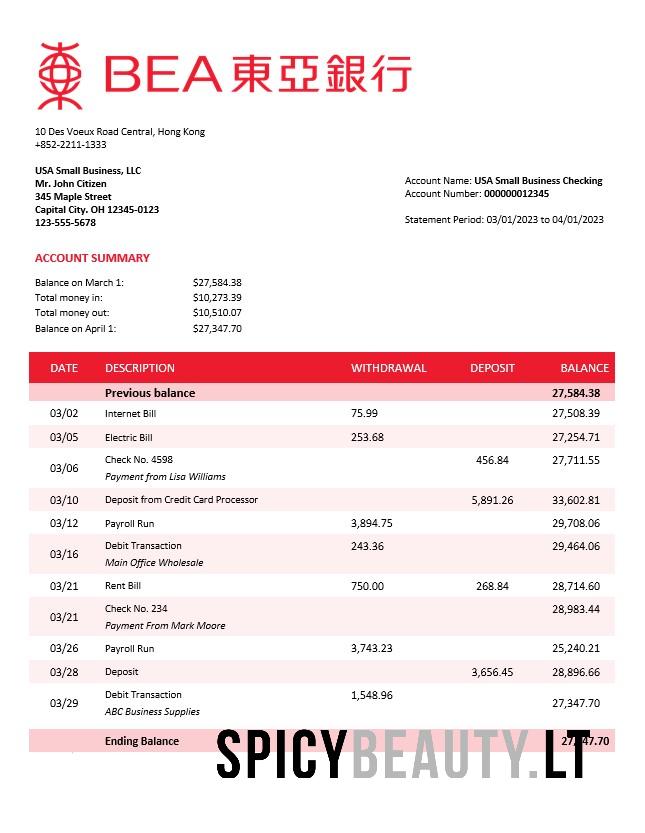 BEA東亞銀行
10 Des Voeux Road Central, Hong Kong
+852-2211-1333
USA Small Business, LLC
Mr. John Citizen
345 Maple Street
Capital City. OH 12345-0123
123-555-5678
Account Name: USA Small Business Checking
Account Number: 000000012345
Statement Period: 03/01/2023 to 04/01/2023
ACCOUNT SUMMARY
Balance on March 1: $27,584.38
Total money in: $10,273.39
Total money out: $10,510.07
Balance on April 1: $27,347.70
DATE DESCRIPTION WITHDRAWAL DEPOSIT BALANCE
Previous balance 27,584.38
03/02 Internet Bill 75.99 27,508.39
03/05 Electric Bill 253.68 27,254.71
03/06 Check No. 4598 456.84 27,711.55
Payment from Lisa Williams
03/10 Deposit from Credit Card Processor 5,891.26 33,602.81
03/12 Payroll Run 3,894.75 29,708.06
03/16 Debit Transaction 243.36 29,464.06
Main Office Wholesale
03/21 Rent Bill 750.00 268.84 28,714.60
03/21 Check No. 234 28,983.44
Payment From Mark Moore
03/26 Payroll Run 3,743.23 25,240.21
03/28 Deposit 3,656.45 28,896.66
03/29 Debit Transaction 1,548.96 27,347.70
ABC Business Supplies
Ending Balance
SPICYBEAUTY.LT